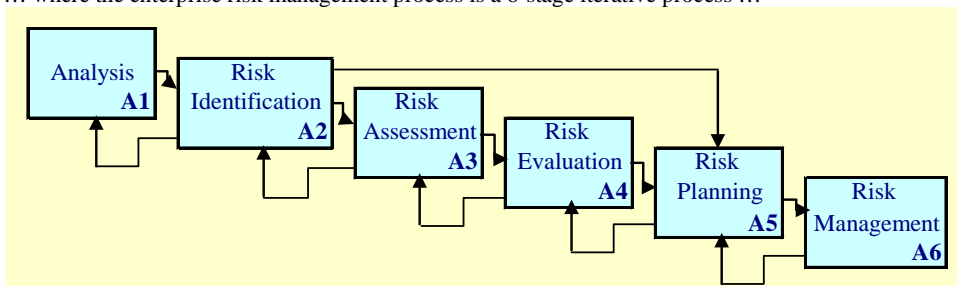 … where the enterprise risk management process is a 6-stage iterative process …
Analysis
A1
Risk
Identification
A2
Risk
Assessment
A3
Risk
Evaluation
A4
Risk
Planning
A5
Risk
Management
A6